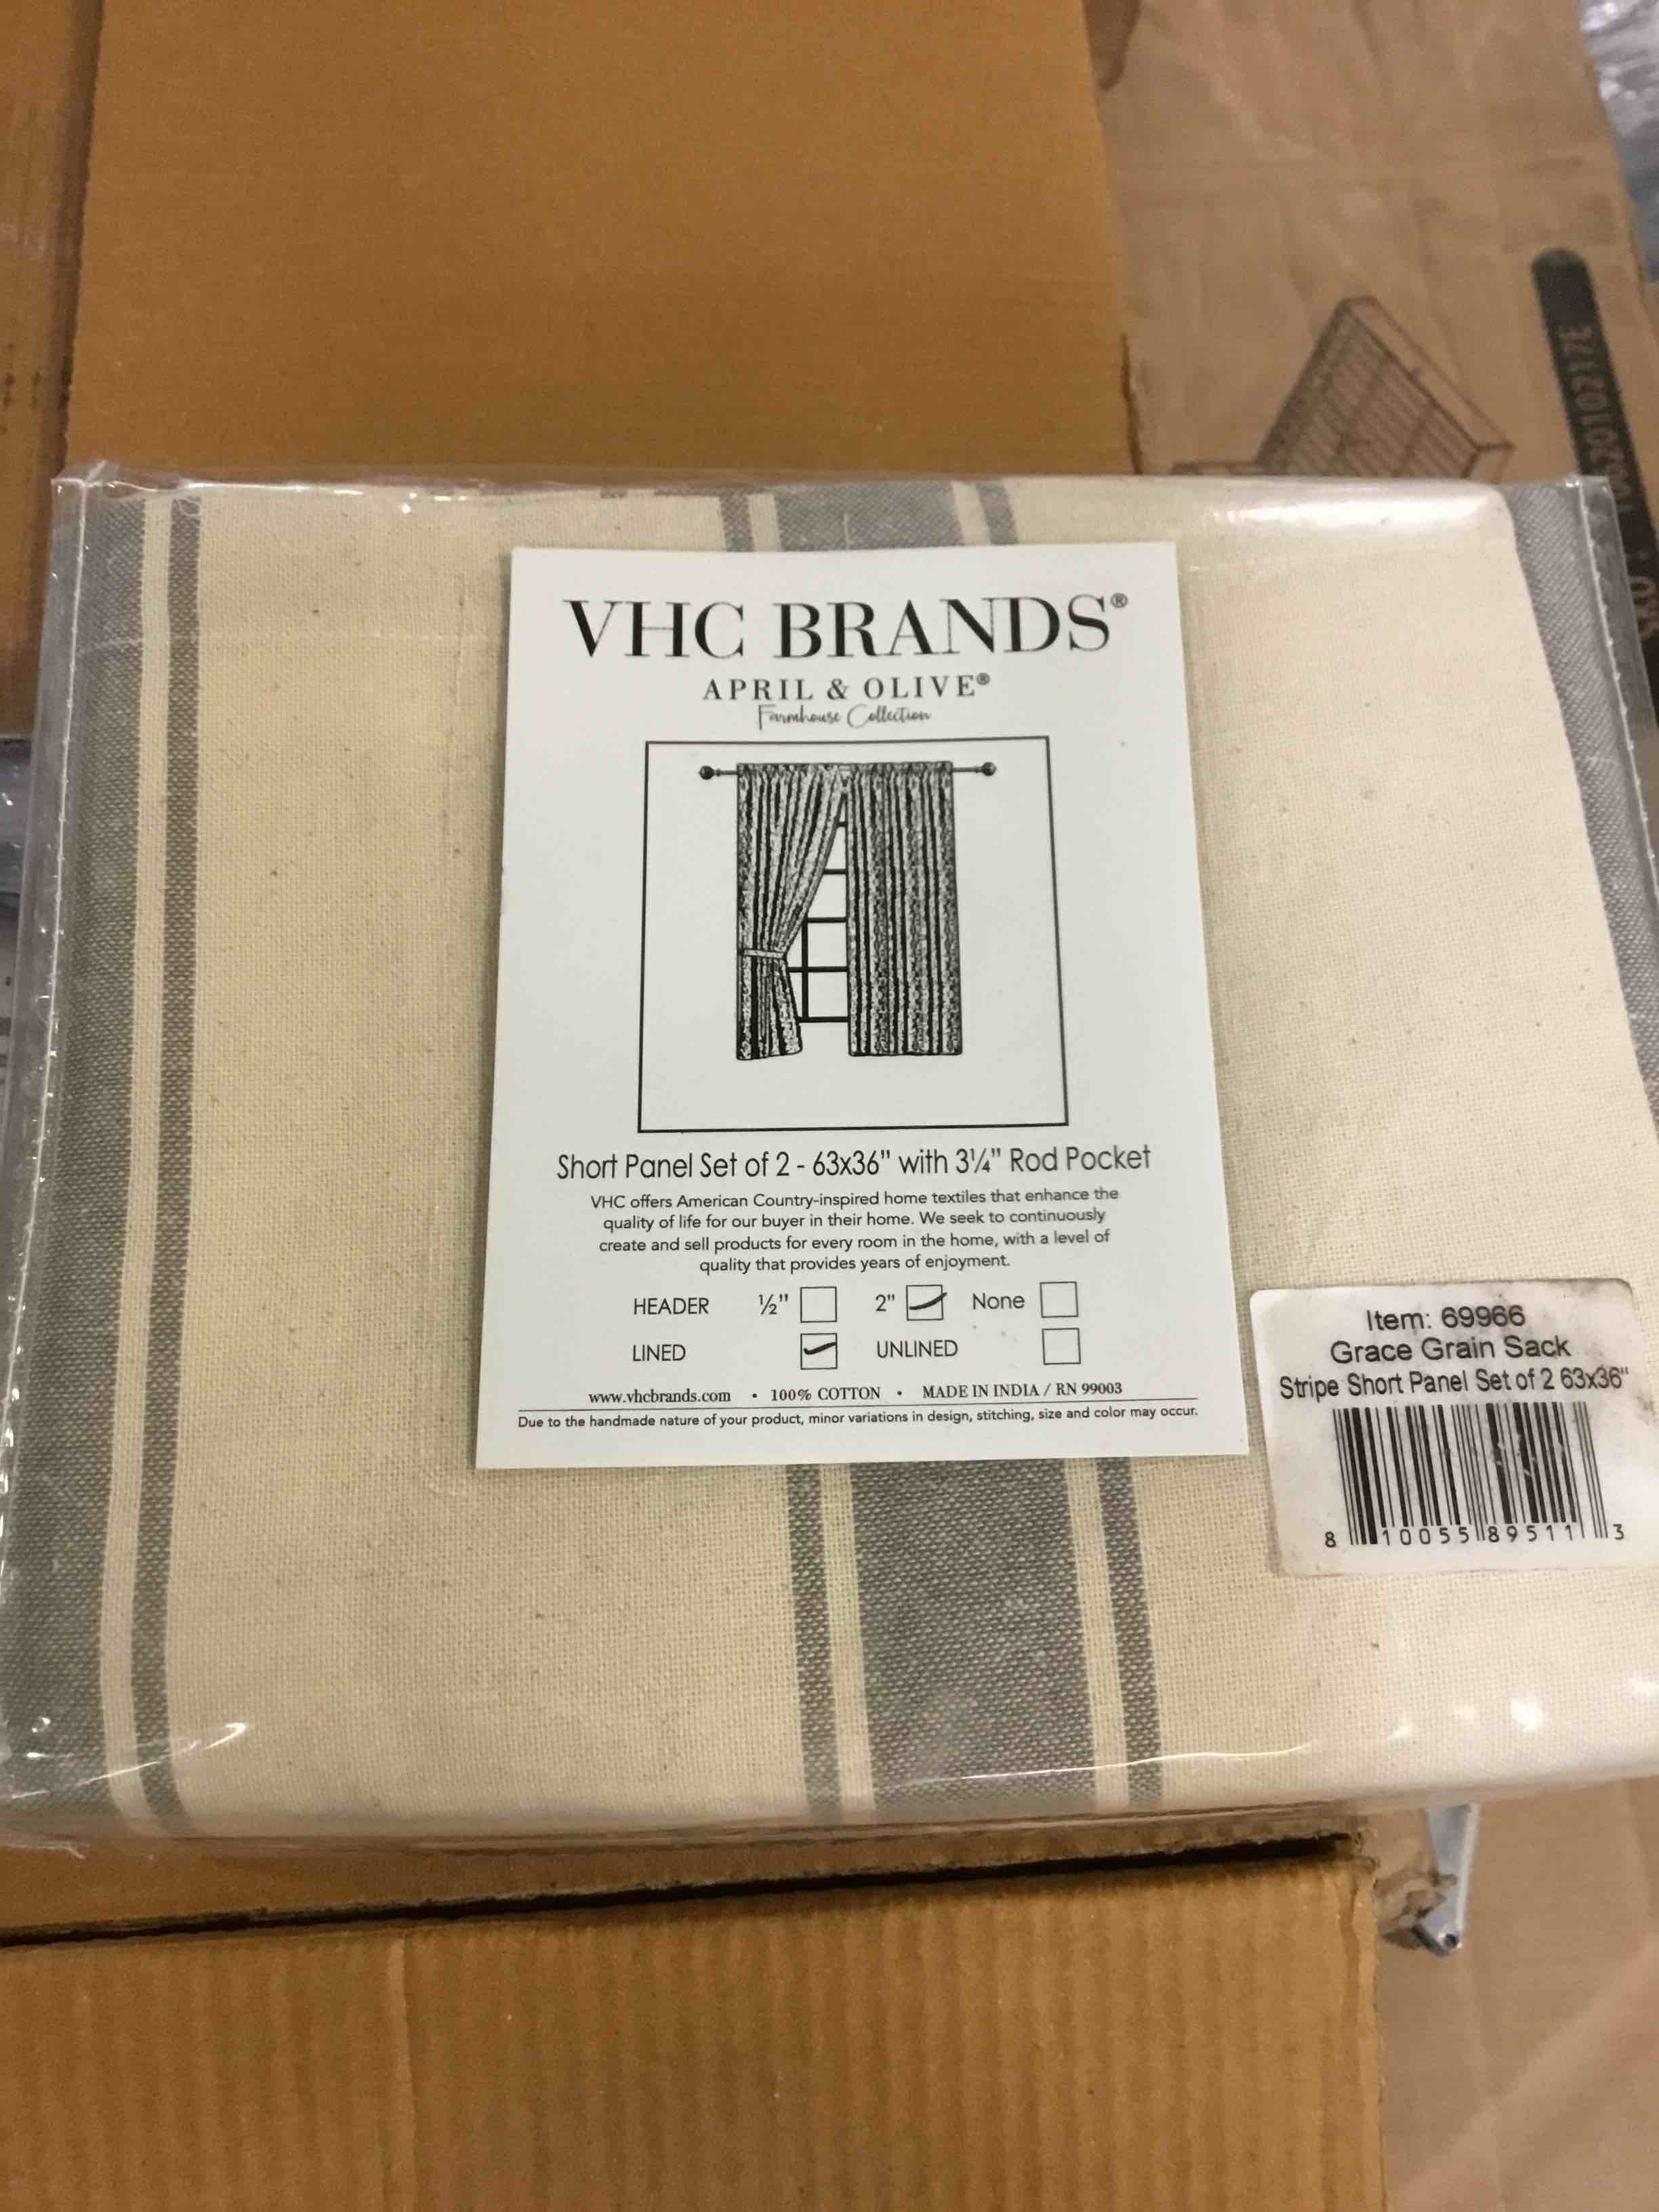 VHC BRANDS®
APRIL & OLIVE®
Farmhouse Collection
Short Panel Set of 2 - 63x36" with 3¼" Rod Pocket
VHC offers American Country-inspired home textiles that enhance the
quality of life for our buyer in their home. We seek to continuously
create and sell products for every room in the home, with a level of
quality that provides years of enjoyment.
HEADER ½" 2" None
LINED UNLINED
www.vhcbrands.com • 100% COTTON • MADE IN INDIA / RN 99003
Due to the handmade nature of your product, minor variations in design, stitching, size and color may occur.
Item: 69966
Grace Grain Sack
Stripe Short Panel Set of 2 63x36"
8 10055 89511 3